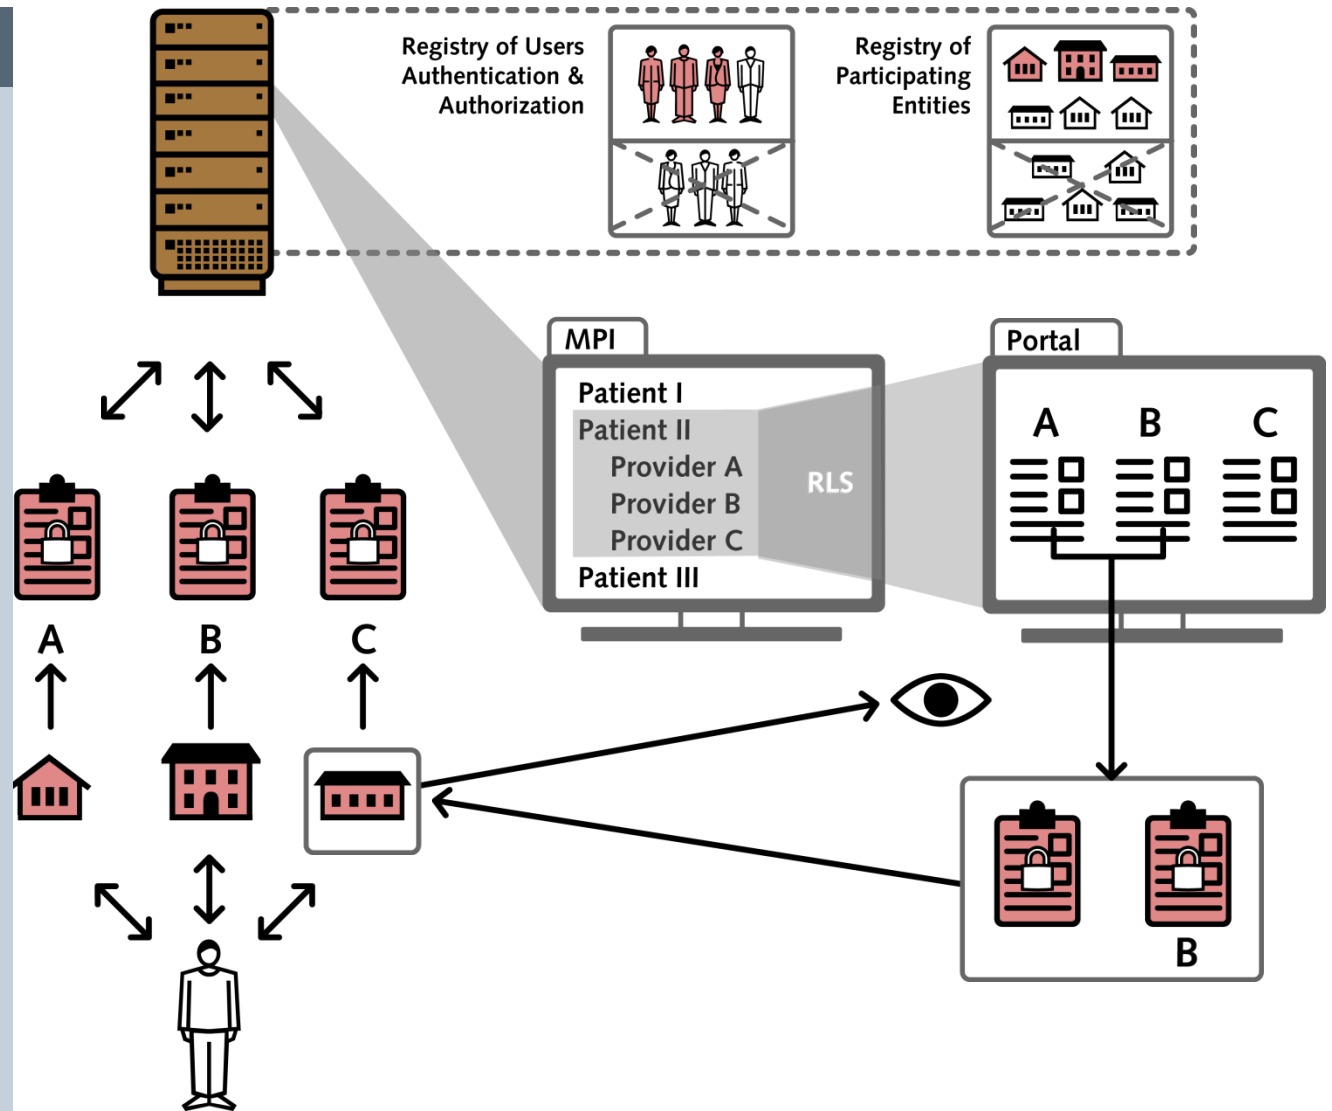 Registry of Users
Authentication &
Authorization
Registry of
Participating
Entities
MPI
Patient I
Patient II
Provider A
Provider B
Provider C
Patient III
RLS
Portal
A
B
C
A
B
C
B